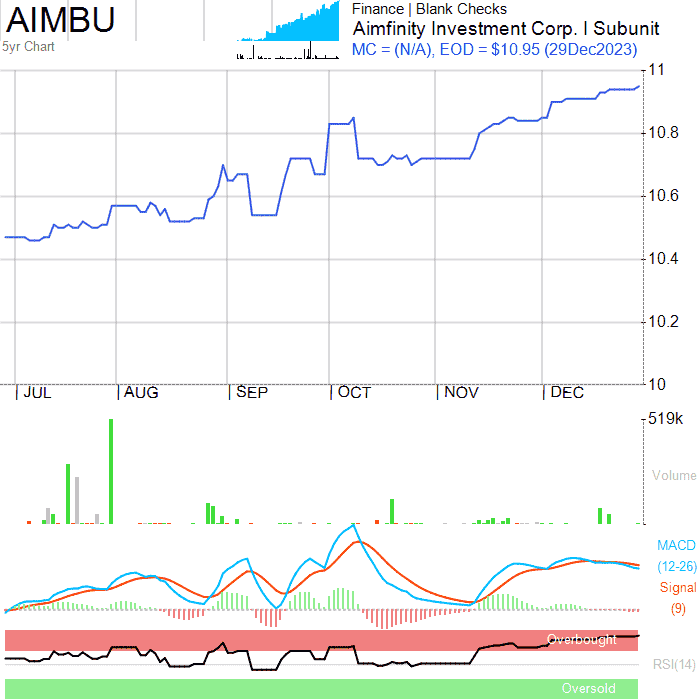 AIMBU
5yr Chart
Finance | Blank Checks
Aimfinity Investment Corp. I Subunit
MC = (N/A), EOD = $10.95 (29Dec2023)
11
10.8
10.6
10.4
10.2
10
JUL AUG SEP OCT NOV DEC
519k
Volume
MACD
(12-26)
Signal
(9)
Overbought
RSI(14)
Oversold